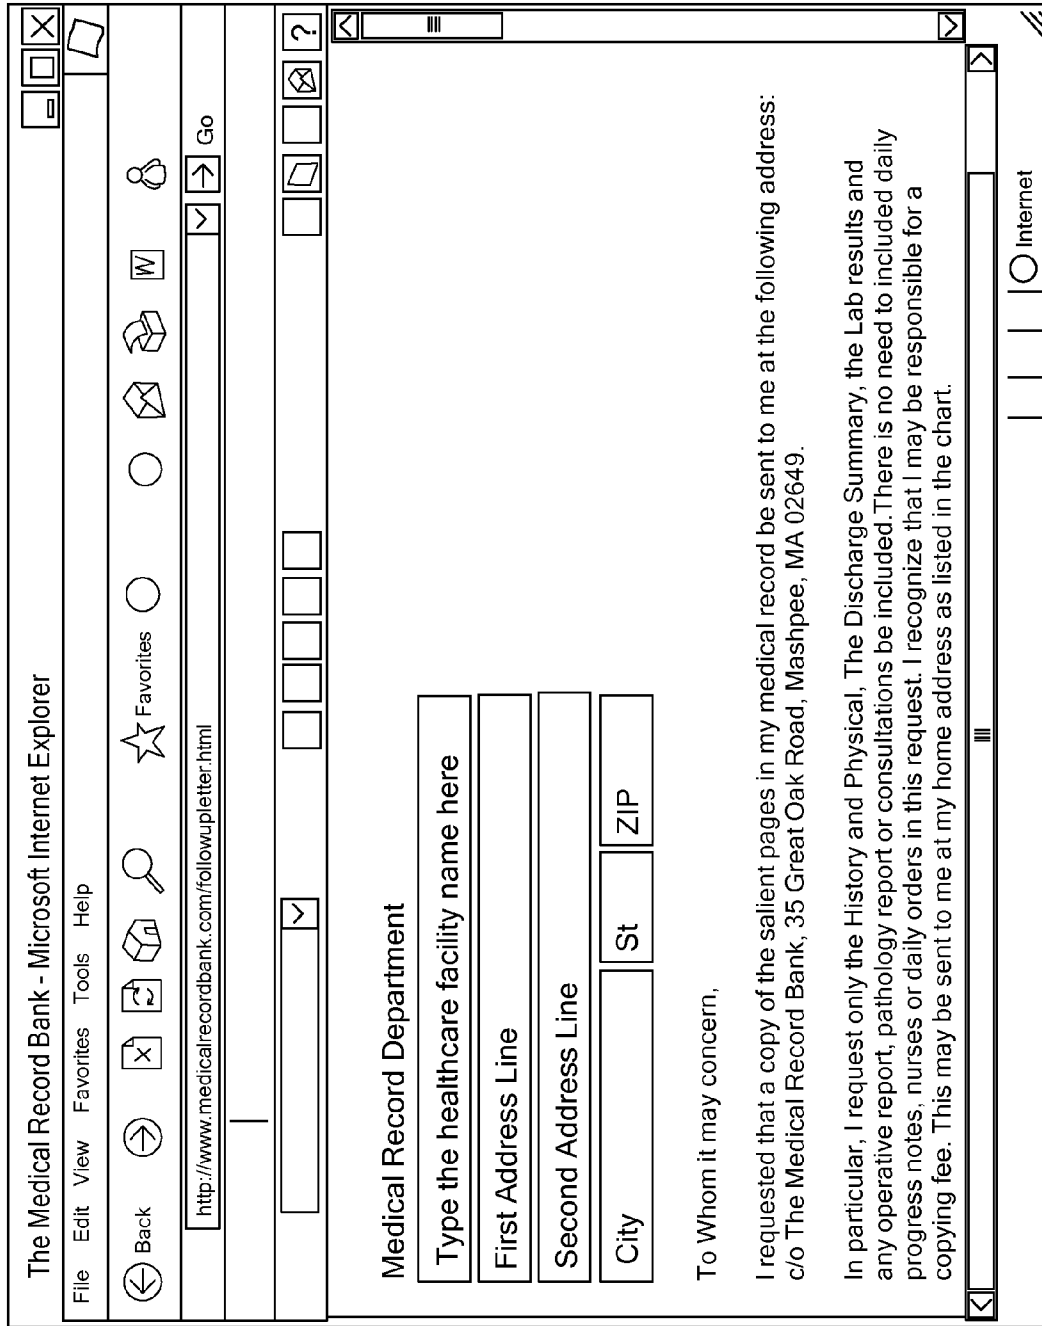 The Medical Record Bank - Microsoft Internet Explorer
File Edit View Favorites Tools Help
Back Favorites W
http://www.medicalrecordbank.com/followupletter.html Go
?
Medical Record Department
Type the healthcare facility name here
First Address Line
Second Address Line
City St ZIP
To Whom it may concern,
I requested that a copy of the salient pages in my medical record be sent to me at the following address:
c/o The Medical Record Bank, 35 Great Oak Road, Mashpee, MA 02649.
In particular, I request only the History and Physical, The Discharge Summary, the Lab results and
any operative report, pathology report or consultations be included.There is no need to included daily
progress notes, nurses or daily orders in this request. I recognize that I may be responsible for a
copying fee. This may be sent to me at my home address as listed in the chart.
Internet